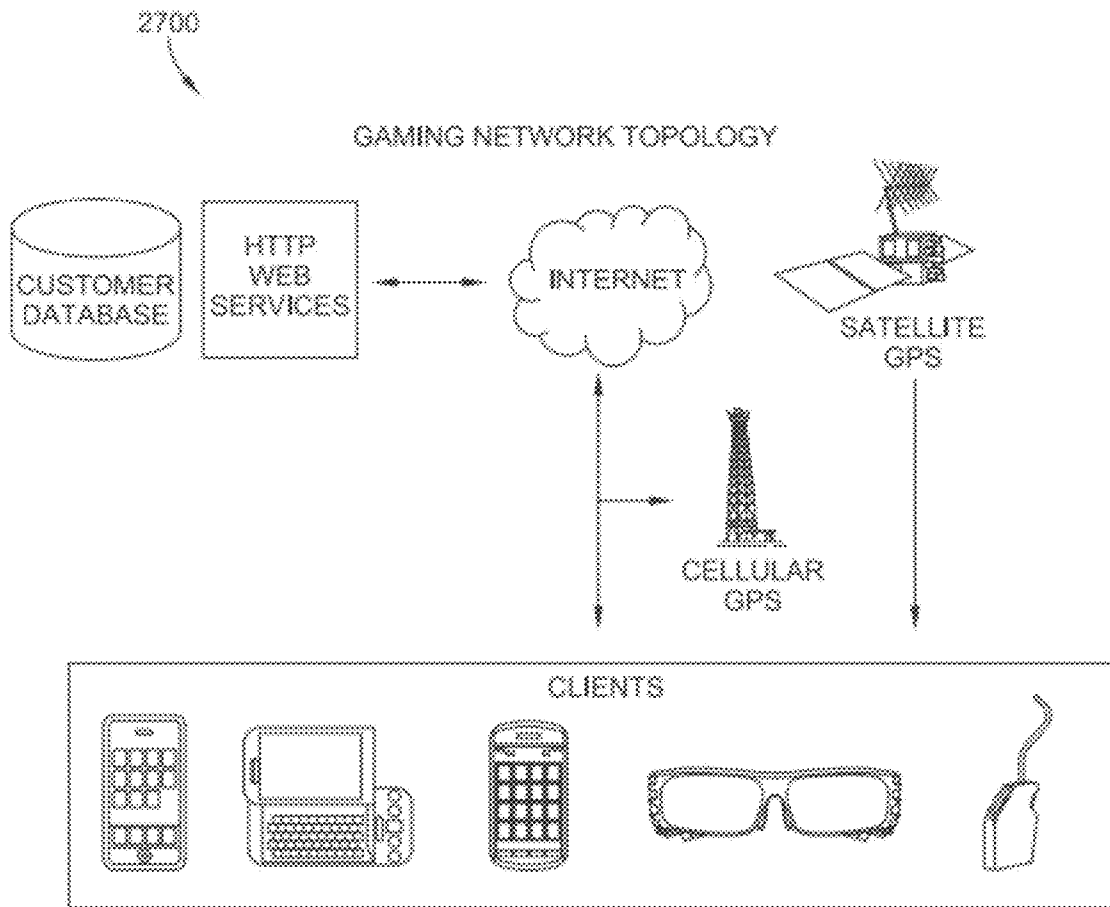 2700
GAMING NETWORK TOPOLOGY
CUSTOMER
DATABASE
HTTP
WEB
SERVICES
INTERNET
SATELLITE
GPS
CELLULAR
GPS
CLIENTS